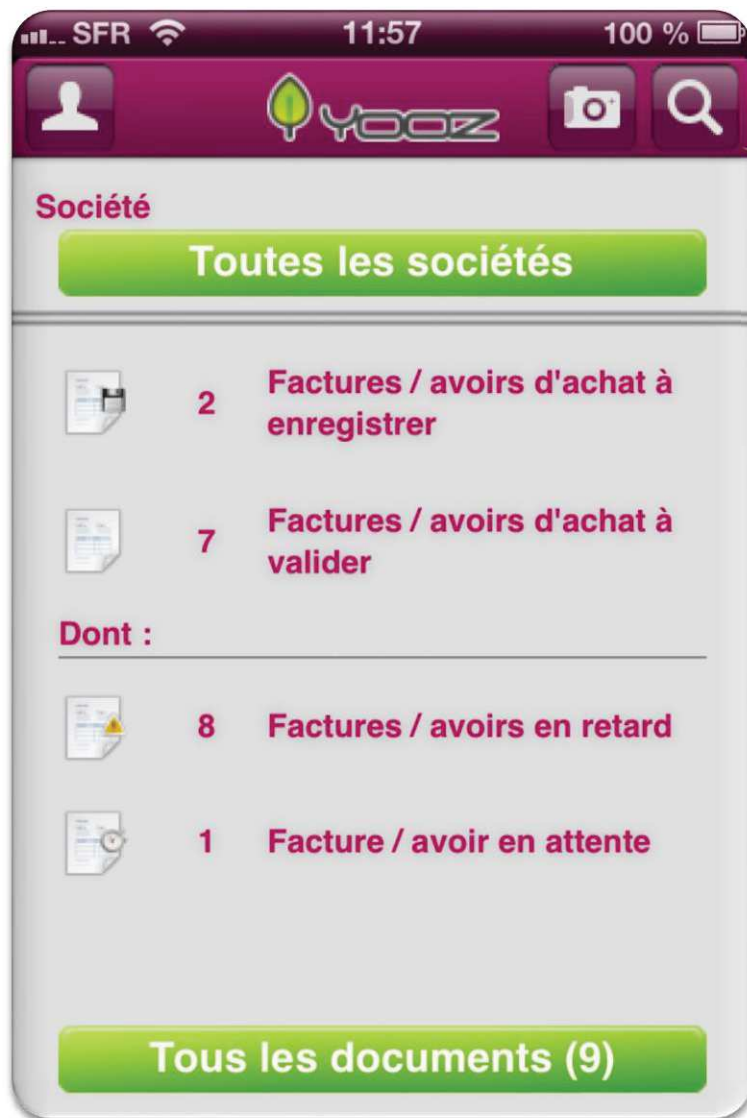 SFR 11:57 100 %
YOOZ
Société
Toutes les sociétés
2 Factures / avoirs d'achat à
enregistrer
7 Factures / avoirs d'achat à
valider
Dont :
8 Factures / avoirs en retard
1 Facture / avoir en attente
Tous les documents (9)